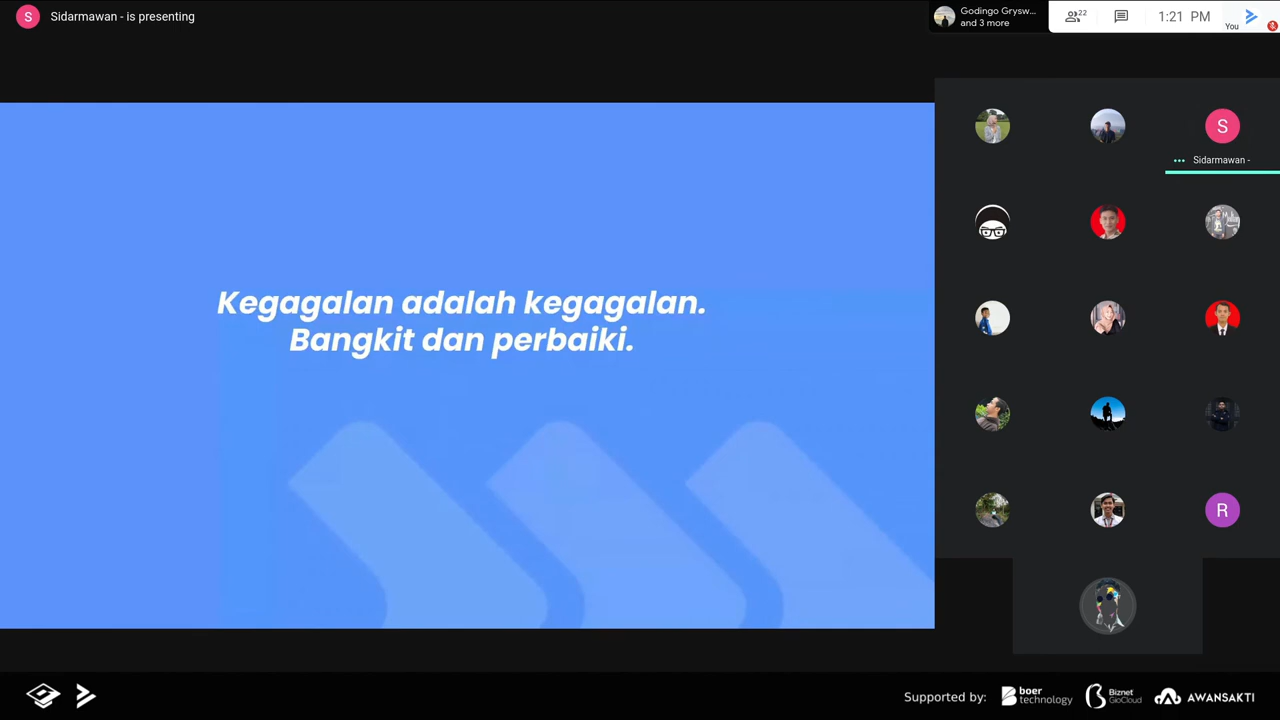 S
Sidarmawan - is presenting
Godingo Grysw...
and 3 more
22
1:21 PM
You
S
Sidarmawan -
Kegagalan adalah kegagalan.
Bangkit dan perbaiki.
R
Supported by:
boer
technology
Biznet
GioCloud
AWANSAKTI